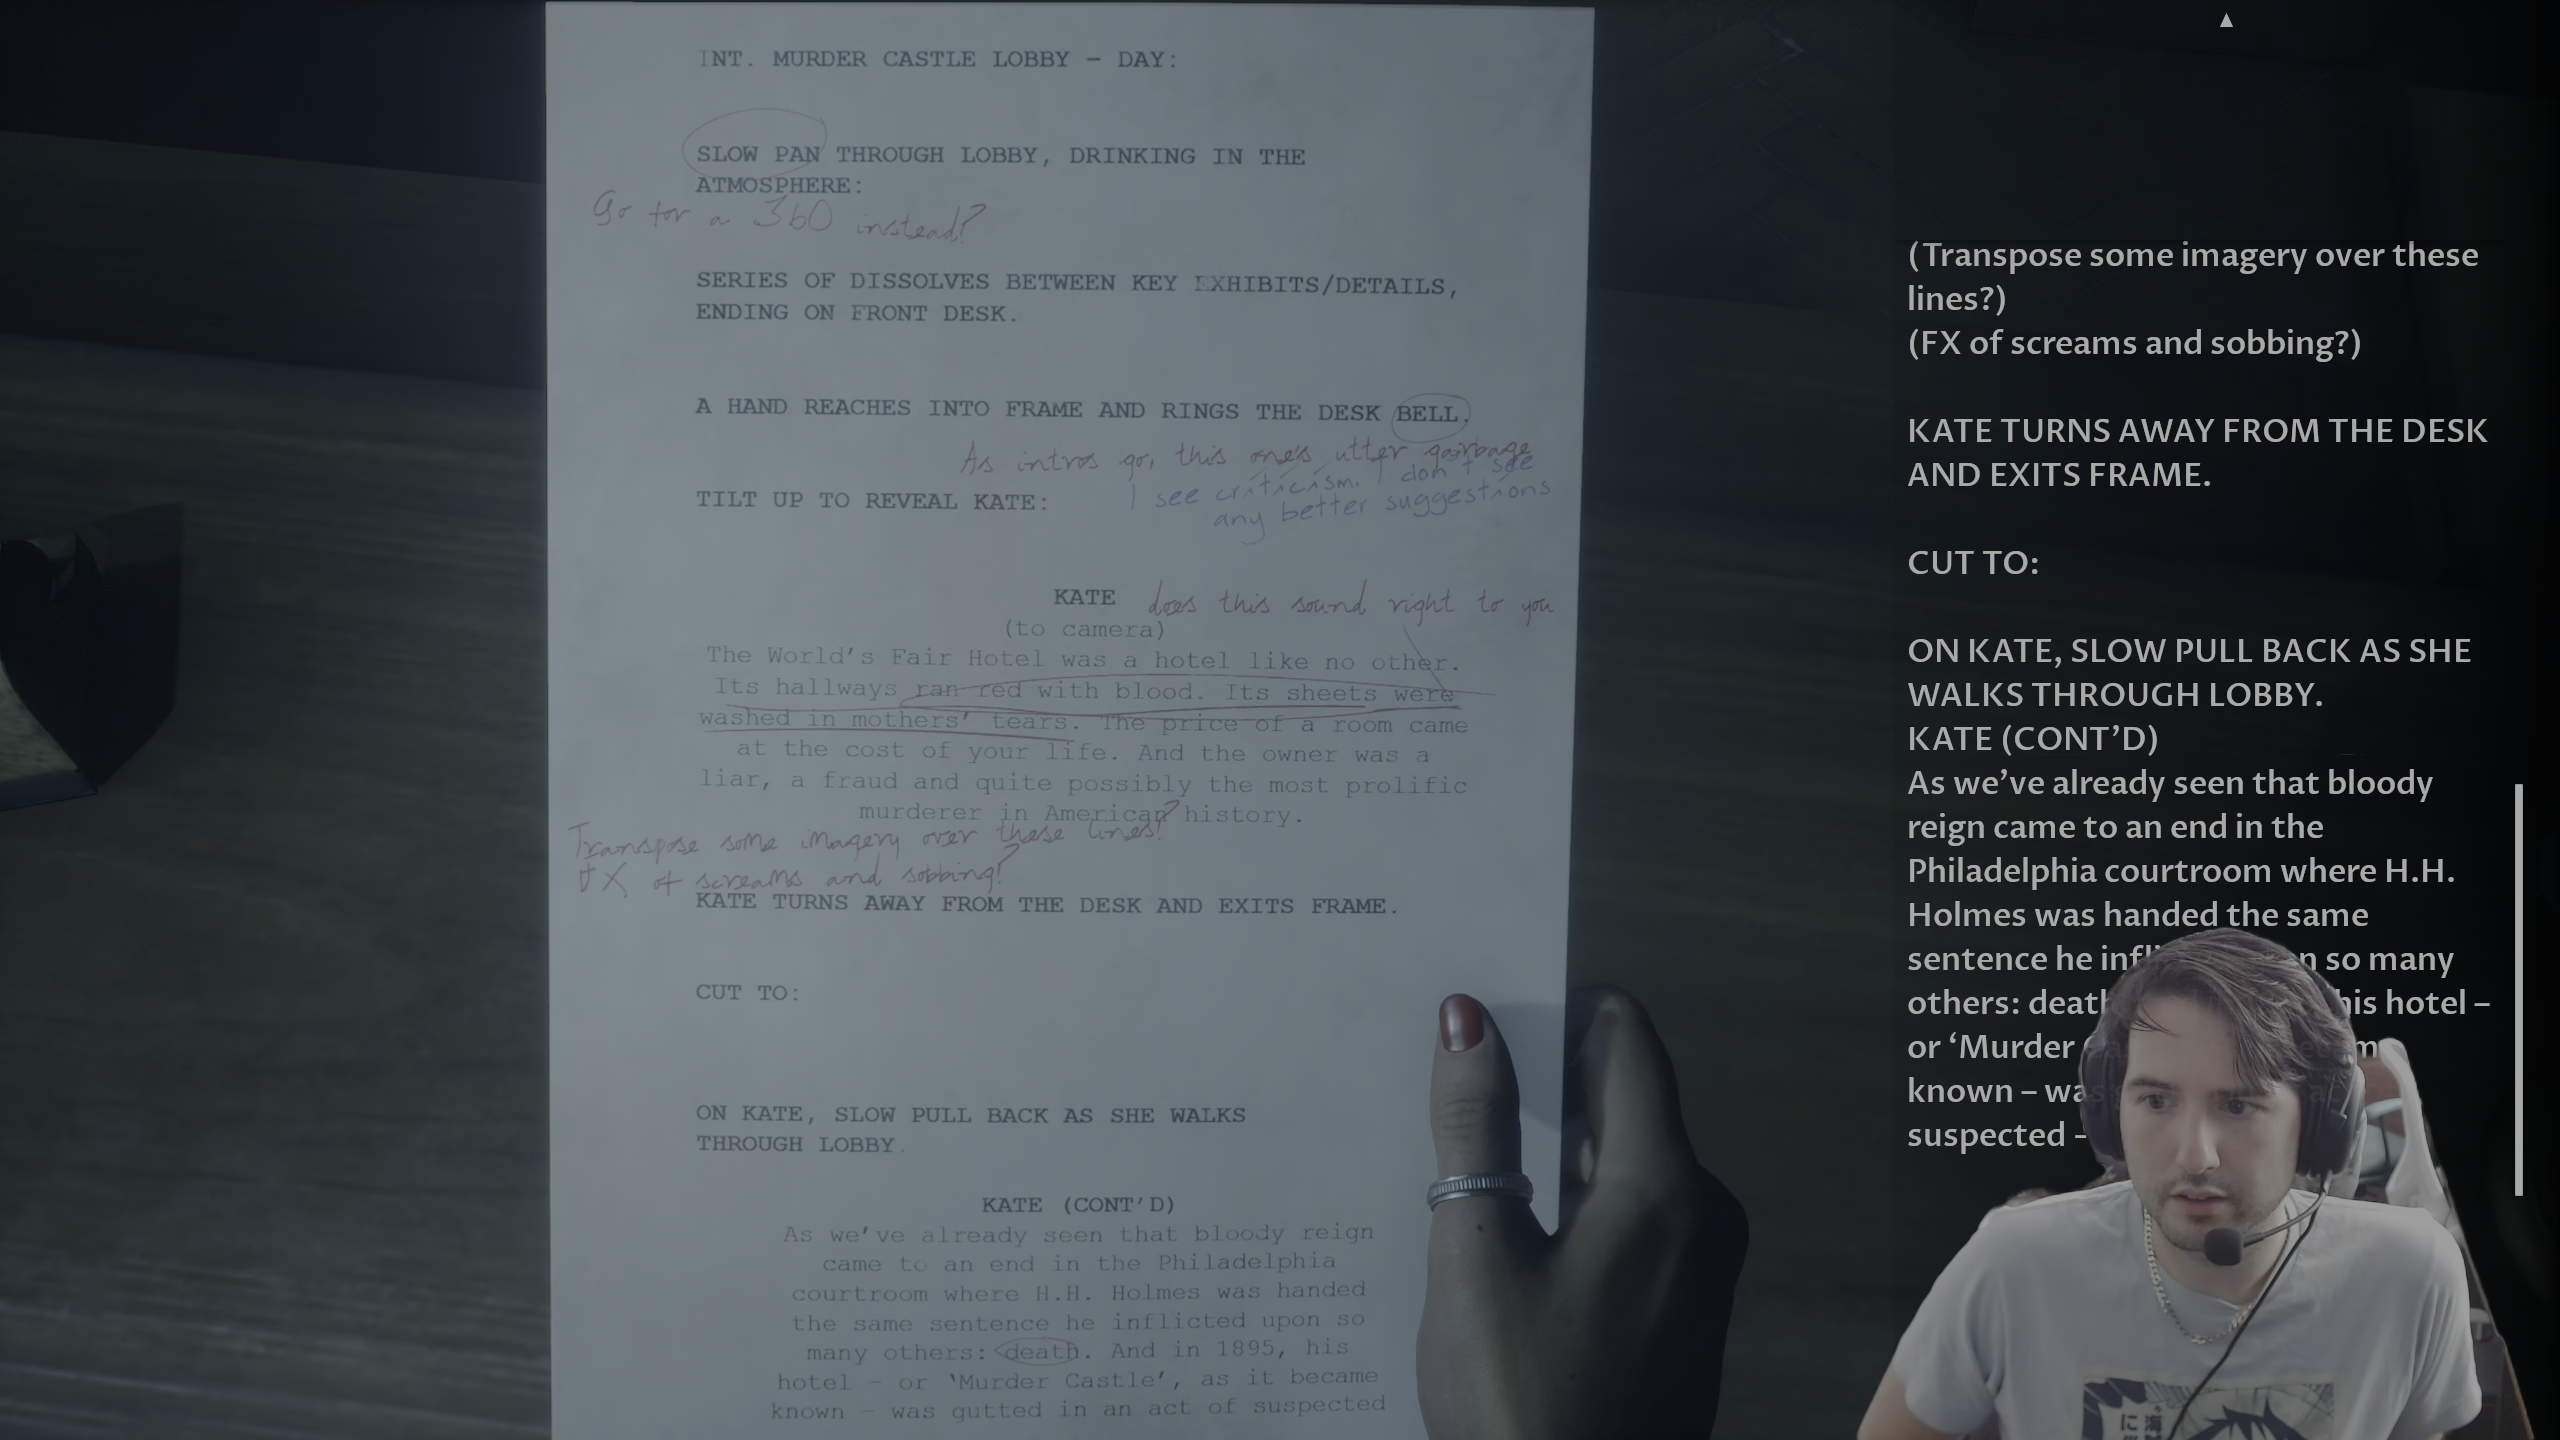 INT. MURDER CASTLE LOBBY – DAY:
SLOW PAN THROUGH LOBBY, DRINKING IN THE
ATMOSPHERE:
Go for a 360 instead?
SERIES OF DISSOLVES BETWEEN KEY EXHIBITS/DETAILS,
ENDING ON FRONT DESK.
A HAND REACHES INTO FRAME AND RINGS THE DESK BELL.
As intros go, this one's utter garbage
I see criticism. I don't see
any better suggestions
TILT UP TO REVEAL KATE:
KATE
does this sound right to you
(to camera)
The World's Fair Hotel was a hotel like no other.
Its hallways ran red with blood. Its sheets were
washed in mothers' tears. The price of a room came
at the cost of your life. And the owner was a
liar, a fraud and quite possibly the most prolific
murderer in American history.
Transpose some imagery over these lines?
FX of screams and sobbing?
KATE TURNS AWAY FROM THE DESK AND EXITS FRAME.
CUT TO:
ON KATE, SLOW PULL BACK AS SHE WALKS
THROUGH LOBBY.
KATE (CONT'D)
As we've already seen that bloody reign
came to an end in the Philadelphia
courtroom where H.H. Holmes was handed
the same sentence he inflicted upon so
many others: death. And in 1895, his
hotel – or 'Murder Castle', as it became
known – was gutted in an act of suspected
(Transpose some imagery over these
lines?)
(FX of screams and sobbing?)
KATE TURNS AWAY FROM THE DESK
AND EXITS FRAME.
CUT TO:
ON KATE, SLOW PULL BACK AS SHE
WALKS THROUGH LOBBY.
KATE (CONT’D)
As we’ve already seen that bloody
reign came to an end in the
Philadelphia courtroom where H.H.
Holmes was handed the same
sentence he so many
others: his hotel –
or ‘Murder
known –
suspected –